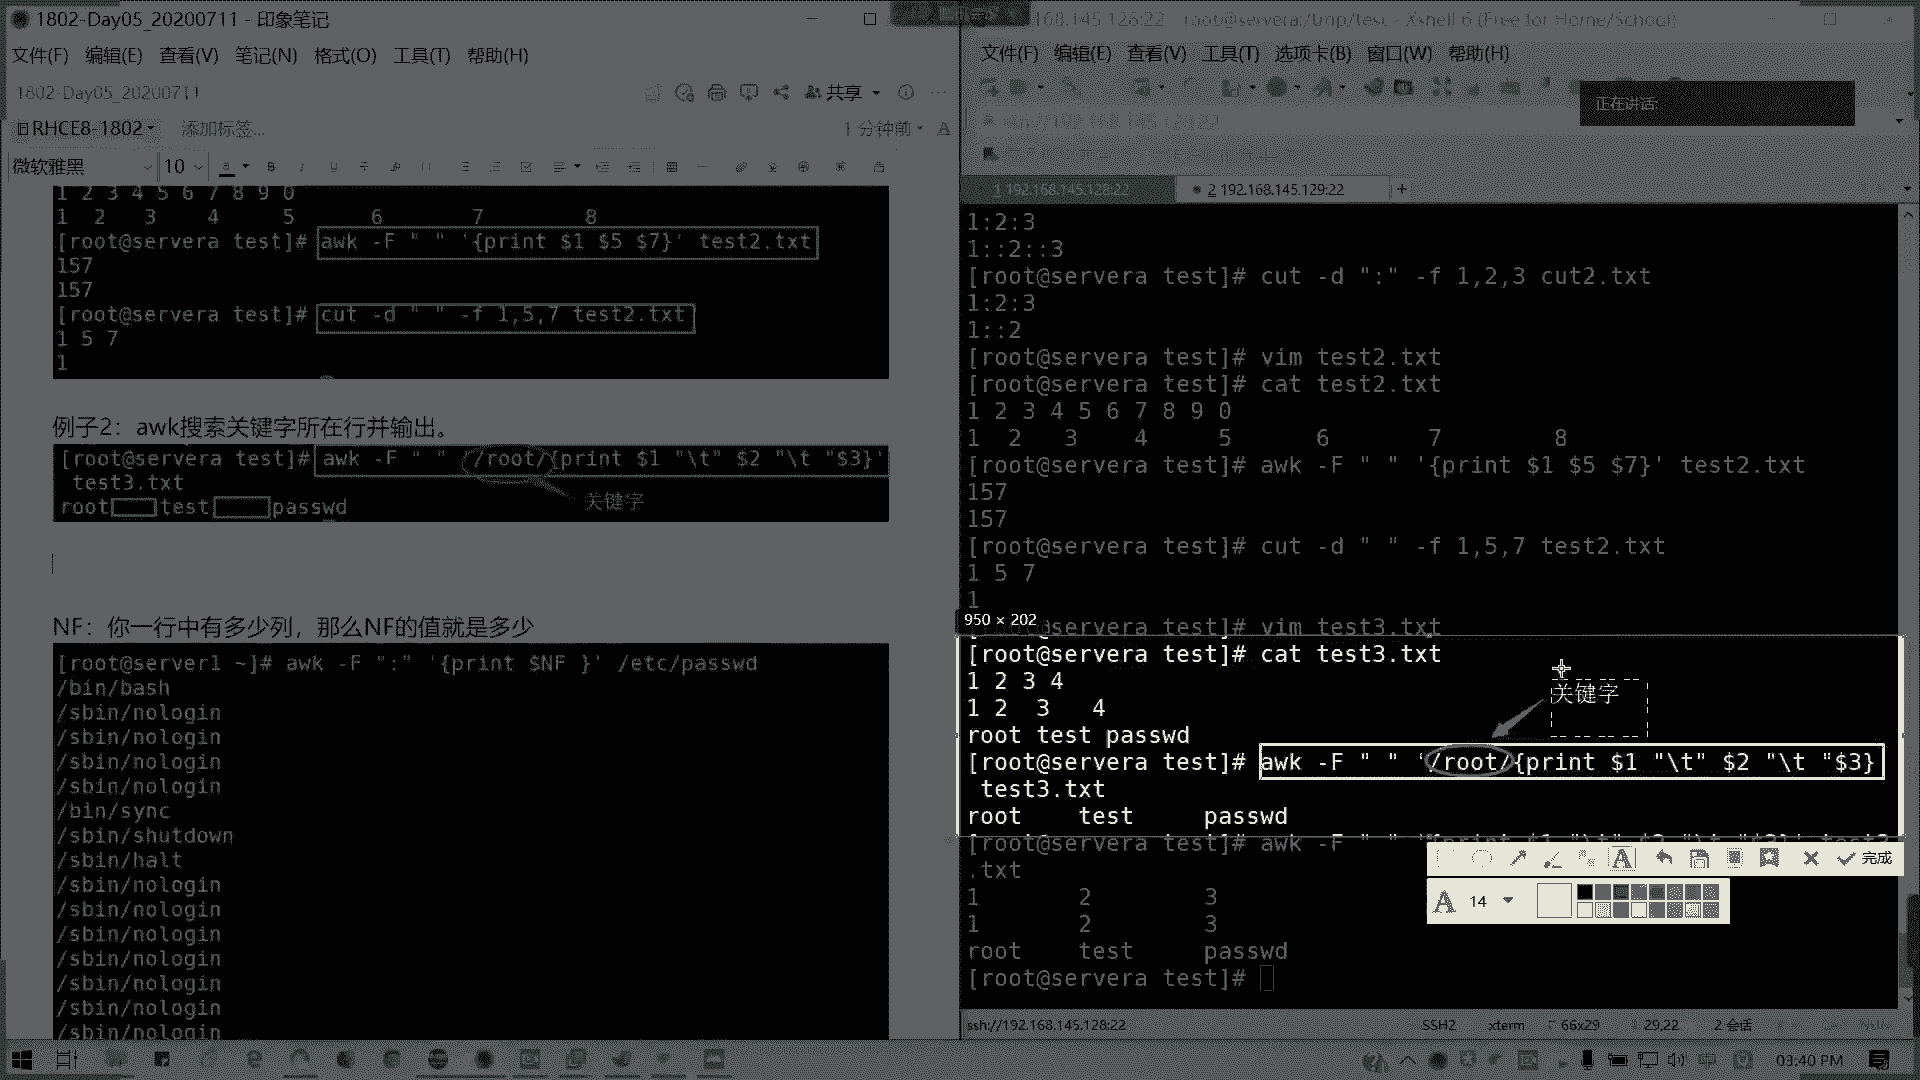 1802-Day05_20200711 - 印象笔记
文件(F) 编辑(E) 查看(V) 笔记(N) 格式(O) 工具(T) 帮助(H)
1802-Day05_20200711
共享
RHCE8-1802
添加标签...
1 分钟前
微软雅黑 10
1 2 3 4 5 6 7 8 9 0
1 2 3 4 5 6 7 8
[root@servera test]# awk -F " " '{print $1 $5 $7}' test2.txt
157
157
[root@servera test]# cut -d " " -f 1,5,7 test2.txt
1 5 7
1
例子2：awk搜索关键字所在行并输出。
[root@servera test]# awk -F " " '/root/{print $1 "\t" $2 "\t "$3}'
test3.txt
root test passwd
关键字
NF：你一行中有多少列，那么NF的值就是多少
[root@server1 ~]# awk -F ":" '{print $NF }' /etc/passwd
/bin/bash
/sbin/nologin
/sbin/nologin
/sbin/nologin
/sbin/nologin
/bin/sync
/sbin/shutdown
/sbin/halt
/sbin/nologin
/sbin/nologin
/sbin/nologin
/sbin/nologin
/sbin/nologin
/sbin/nologin
/sbin/nologin
168.145.128:22 root@servera:/tmp/test - Xshell 6 (Free for Home/School)
文件(F) 编辑(E) 查看(V) 工具(T) 选项卡(B) 窗口(W) 帮助(H)
正在讲话:
ssh://192.168.145.128:22
1 192.168.145.128:22
2 192.168.145.129:22 +
1:2:3
1::2::3
[root@servera test]# cut -d ":" -f 1,2,3 cut2.txt
1:2:3
1::2
[root@servera test]# vim test2.txt
[root@servera test]# cat test2.txt
1 2 3 4 5 6 7 8 9 0
1 2 3 4 5 6 7 8
[root@servera test]# awk -F " " '{print $1 $5 $7}' test2.txt
157
157
[root@servera test]# cut -d " " -f 1,5,7 test2.txt
1 5 7
1
950 × 202
[root@servera test]# vim test3.txt
[root@servera test]# cat test3.txt
1 2 3 4
1 2 3 4
root test passwd
关键字
[root@servera test]# awk -F " " '/root/{print $1 "\t" $2 "\t "$3}
test3.txt
root test passwd
[root@servera test]# awk -F " " '{print $1 "\t" $2 "\t "$3}' test3
.txt
1 2 3
1 2 3
root test passwd
[root@servera test]#
完成
A 14
ssh://192.168.145.128:22 SSH2 xterm 66x29 29,22 2 会话
03:40 PM